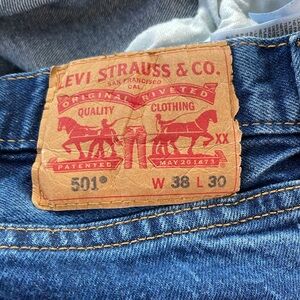 LEVI STRAUSS & CO.
SAN FRANCISCO
CAL.
ORIGINAL RIVETED
QUALITY CLOTHING
XX
PATENTED MAY 20 1873
501® W 38 L 30